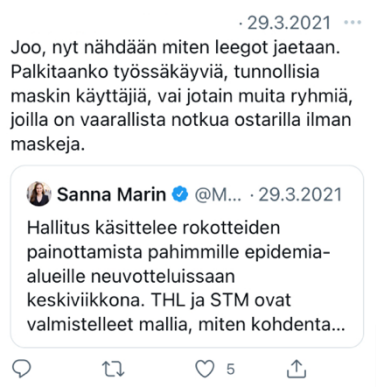 · 29.3.2021 ···
Joo, nyt nähdään miten leegot jaetaan.
Palkitaanko työssäkäyviä, tunnollisia
maskin käyttäjiä, vai jotain muita ryhmiä,
joilla on vaarallista notkua ostarilla ilman
maskeja.
Sanna Marin @M... · 29.3.2021
Hallitus käsittelee rokotteiden
painottamista pahimmille epidemia-
alueille neuvotteluissaan
keskiviikkona. THL ja STM ovat
valmistelleet mallia, miten kohdenta...
5